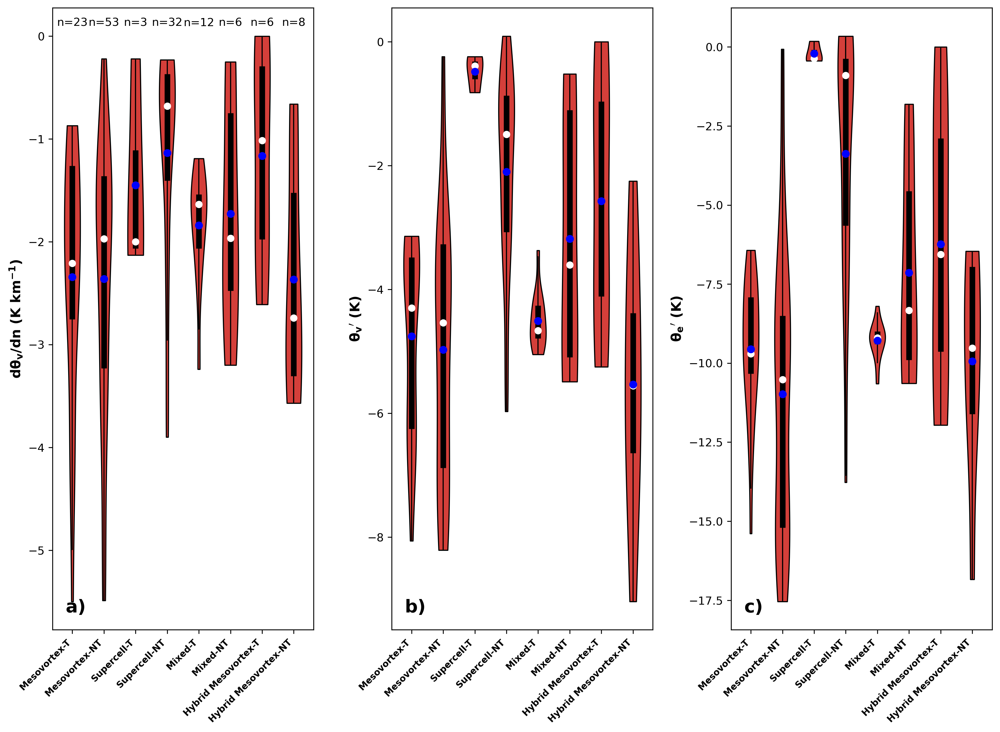 n=23 n=53 n=3 n=32 n=12 n=6 n=6 n=8
0
−1
−2
−3
−4
−5
dθv/dn (K km−1)
a)
Mesovortex-T
Mesovortex-NT
Supercell-T
Supercell-NT
Mixed-T
Mixed-NT
Hybrid Mesovortex-T
Hybrid Mesovortex-NT
0
−2
−4
−6
−8
θv′ (K)
b)
Mesovortex-T
Mesovortex-NT
Supercell-T
Supercell-NT
Mixed-T
Mixed-NT
Hybrid Mesovortex-T
Hybrid Mesovortex-NT
0.0
−2.5
−5.0
−7.5
−10.0
−12.5
−15.0
−17.5
θe′ (K)
c)
Mesovortex-T
Mesovortex-NT
Supercell-T
Supercell-NT
Mixed-T
Mixed-NT
Hybrid Mesovortex-T
Hybrid Mesovortex-NT